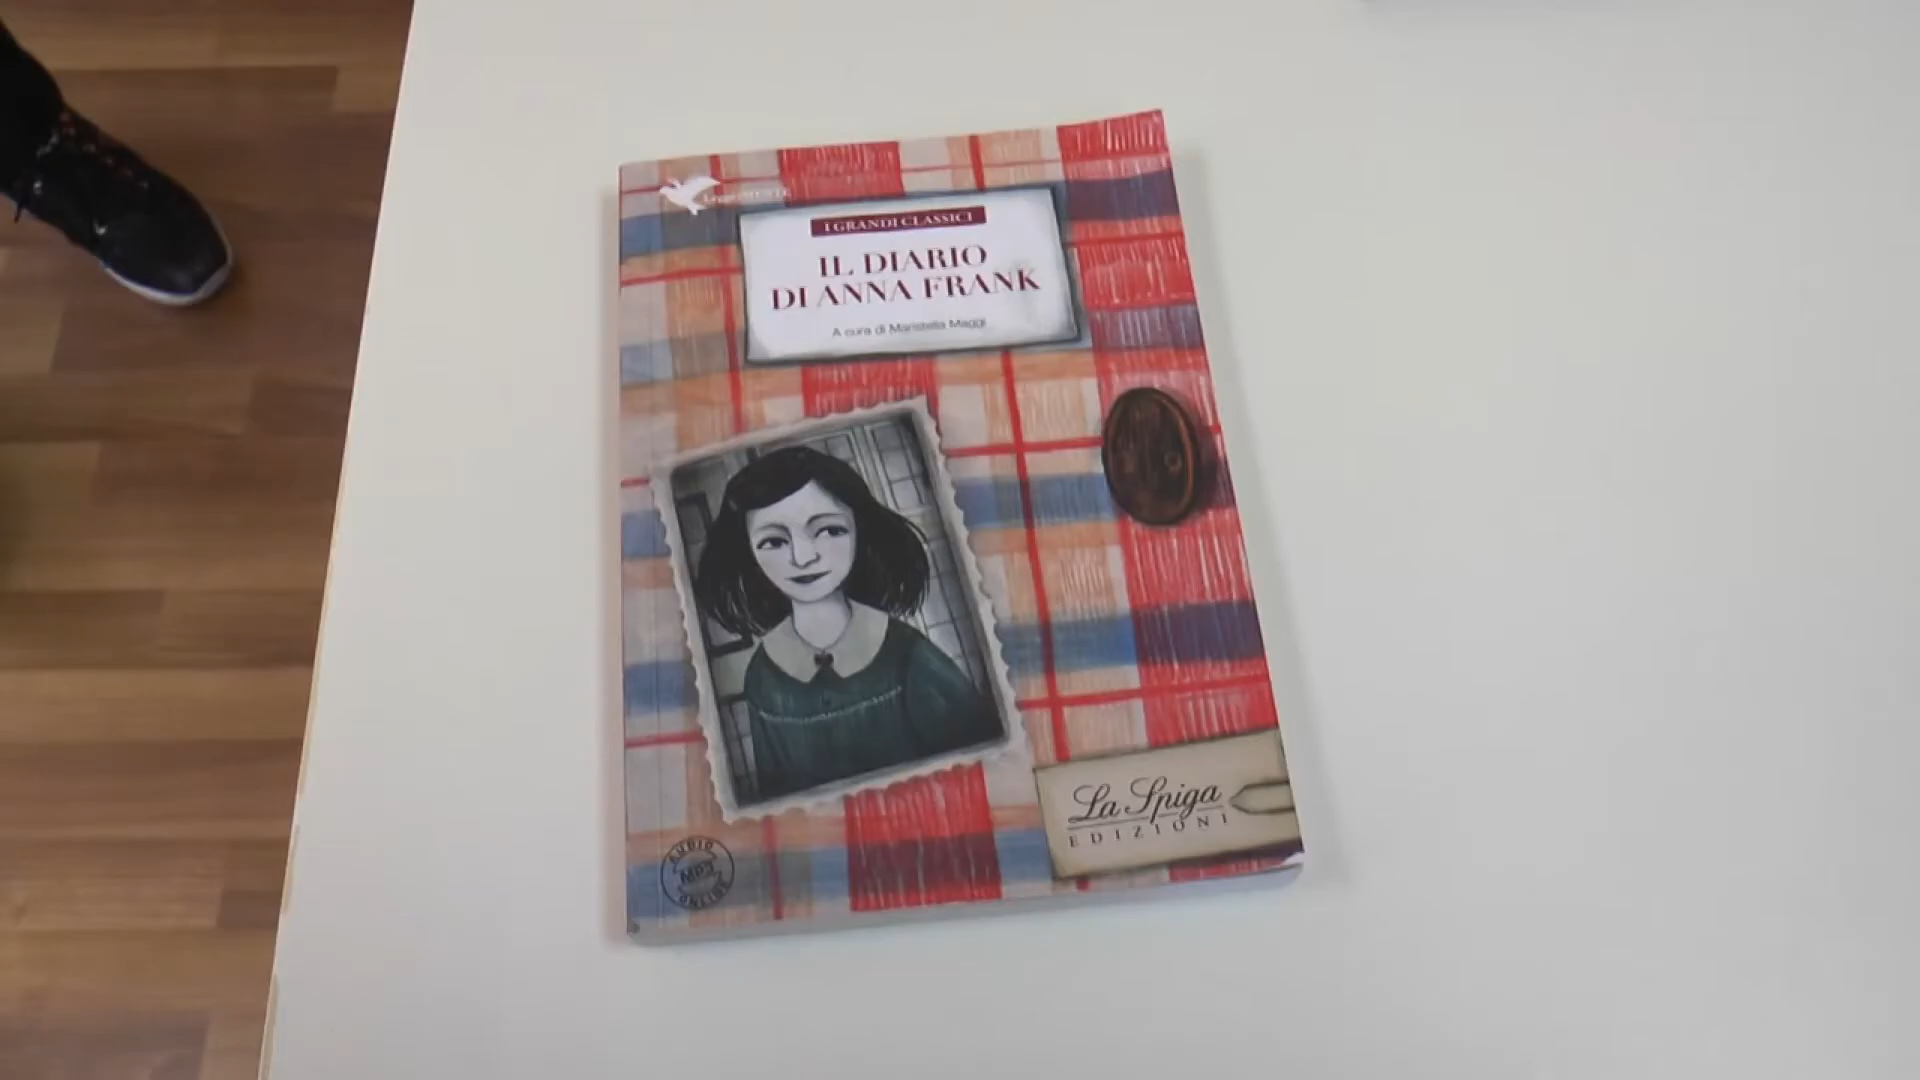 I GRANDI CLASSICI
IL DIARIO
DI ANNA FRANK
A cura di Maristella Maggi
La Spiga
EDIZIONI
AUDIO
MP3
ONLINE